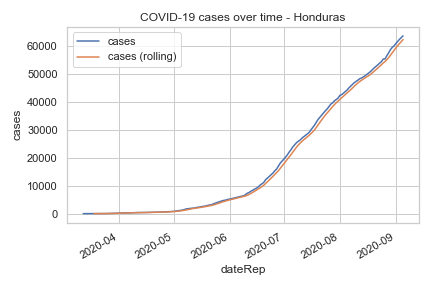 COVID-19 cases over time - Honduras
cases
cases (rolling)
60000
50000
40000
30000
20000
10000
0
cases
2020-04
2020-05
2020-06
2020-07
2020-08
2020-09
dateRep